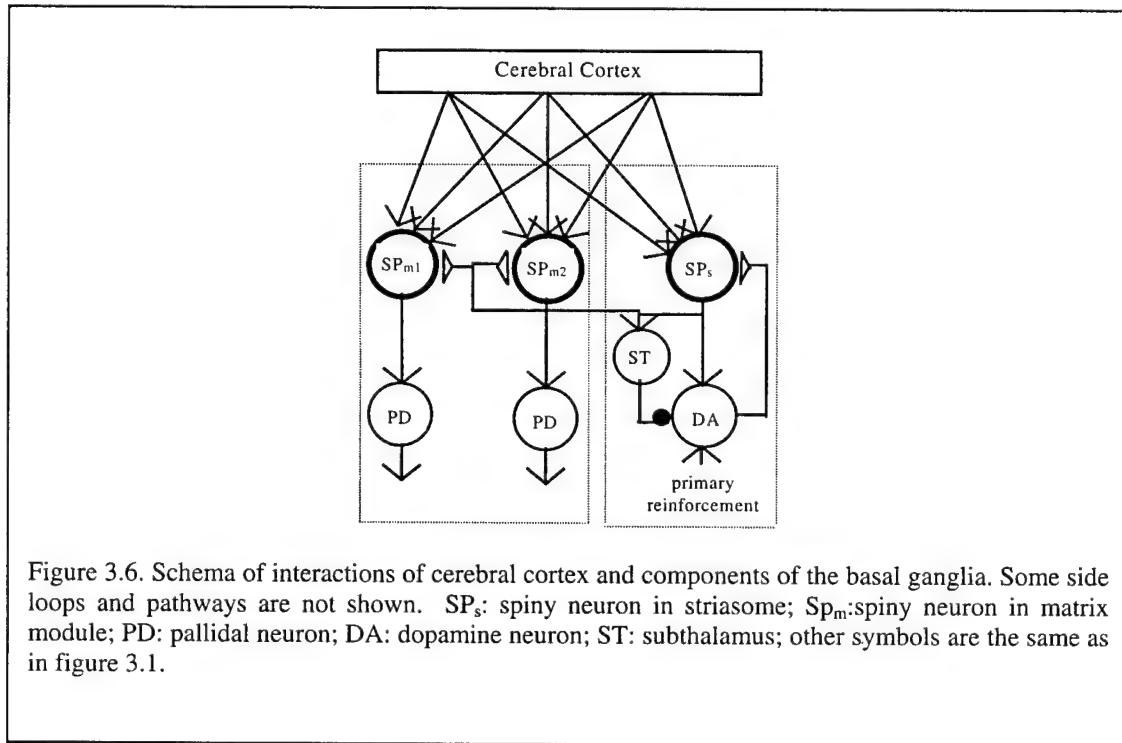 Cerebral Cortex
SPm1
SPm2
SPs
ST
PD
PD
DA
primary
reinforcement
Figure 3.6. Schema of interactions of cerebral cortex and components of the basal ganglia. Some side
loops and pathways are not shown. SPs: spiny neuron in striasome; Spm:spiny neuron in matrix
module; PD: pallidal neuron; DA: dopamine neuron; ST: subthalamus; other symbols are the same as
in figure 3.1.